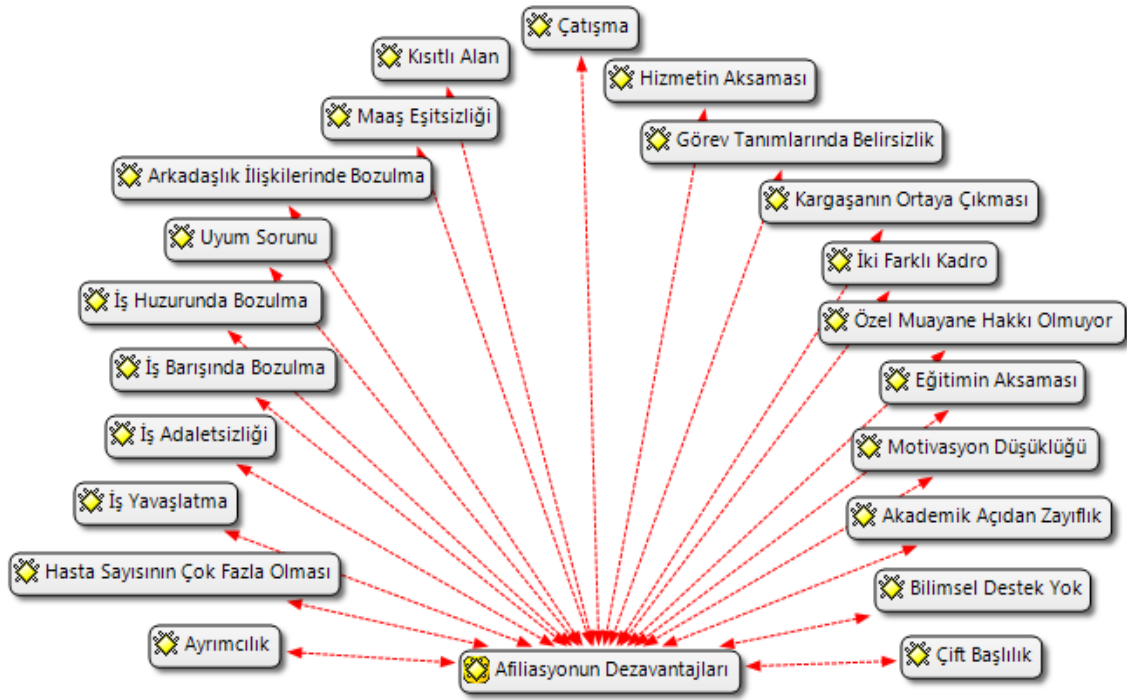 Çatışma
Kısıtlı Alan
Hizmetin Aksaması
Maaş Eşitsizliği
Görev Tanımlarında Belirsizlik
Arkadaşlık İlişkilerinde Bozulma
Kargaşanın Ortaya Çıkması
Uyum Sorunu
İki Farklı Kadro
İş Huzurunda Bozulma
Özel Muayane Hakkı Olmuyor
İş Barışında Bozulma
Eğitimin Aksaması
İş Adaletsizliği
Motivasyon Düşüklüğü
İş Yavaşlatma
Akademik Açıdan Zayıflık
Hasta Sayısının Çok Fazla Olması
Bilimsel Destek Yok
Ayrımcılık
Çift Başlılık
Afiliasyonun Dezavantajları